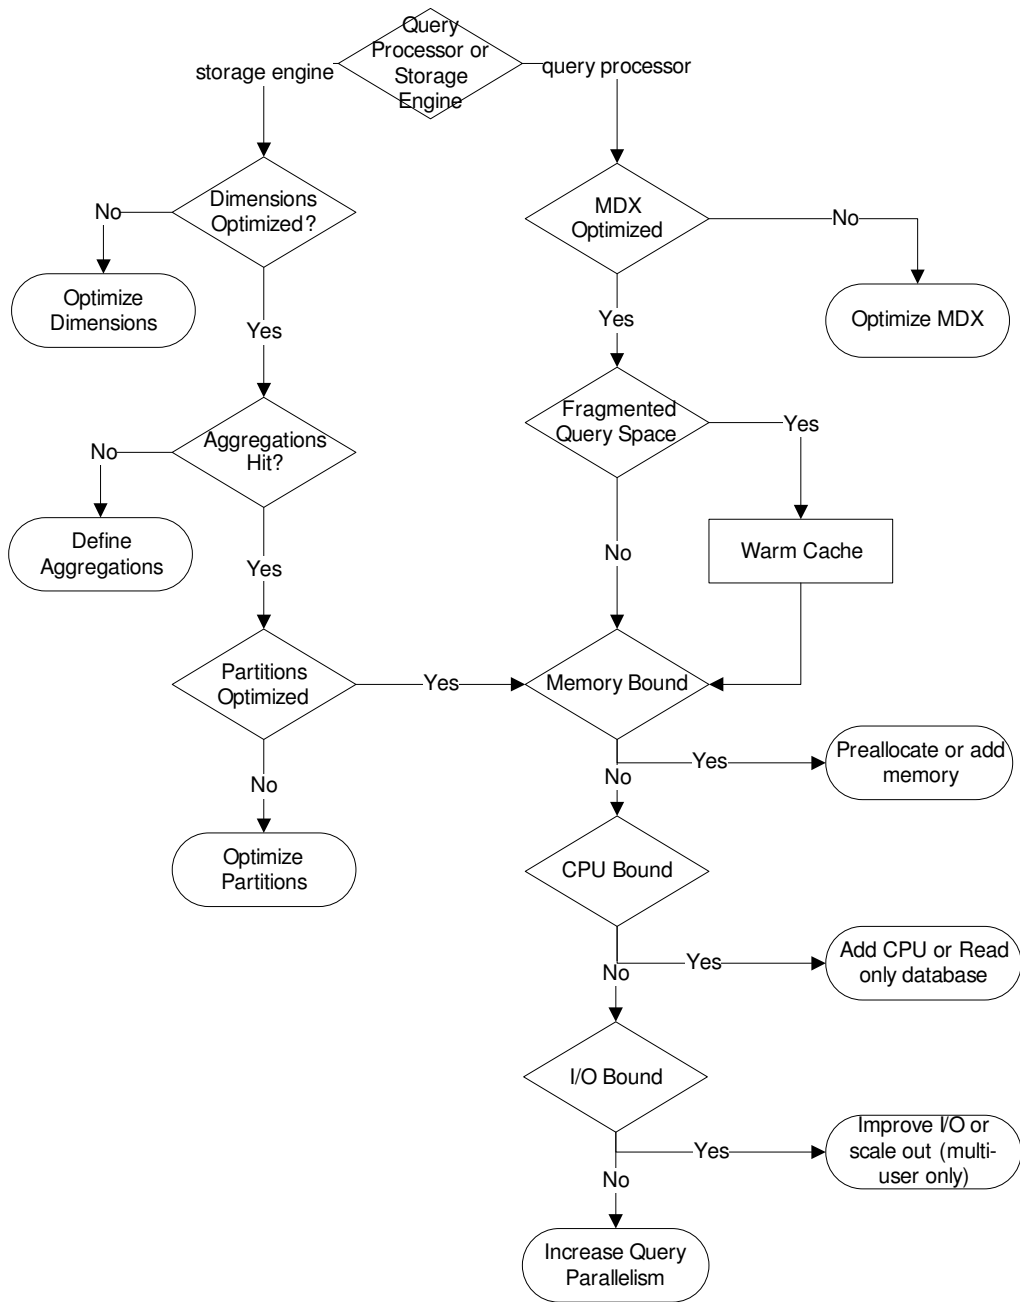 Query
Processor or
Storage
Engine
storage engine
query processor
Dimensions
Optimized?
No
Optimize
Dimensions
Yes
MDX
Optimized
No
Optimize MDX
Yes
Aggregations
Hit?
No
Define
Aggregations
Yes
Fragmented
Query Space
Yes
Warm Cache
No
Partitions
Optimized
Yes
No
Optimize
Partitions
Memory Bound
Yes
Preallocate or add
memory
No
CPU Bound
Yes
Add CPU or Read
only database
No
I/O Bound
Yes
Improve I/O or
scale out (multi-
user only)
No
Increase Query
Parallelism